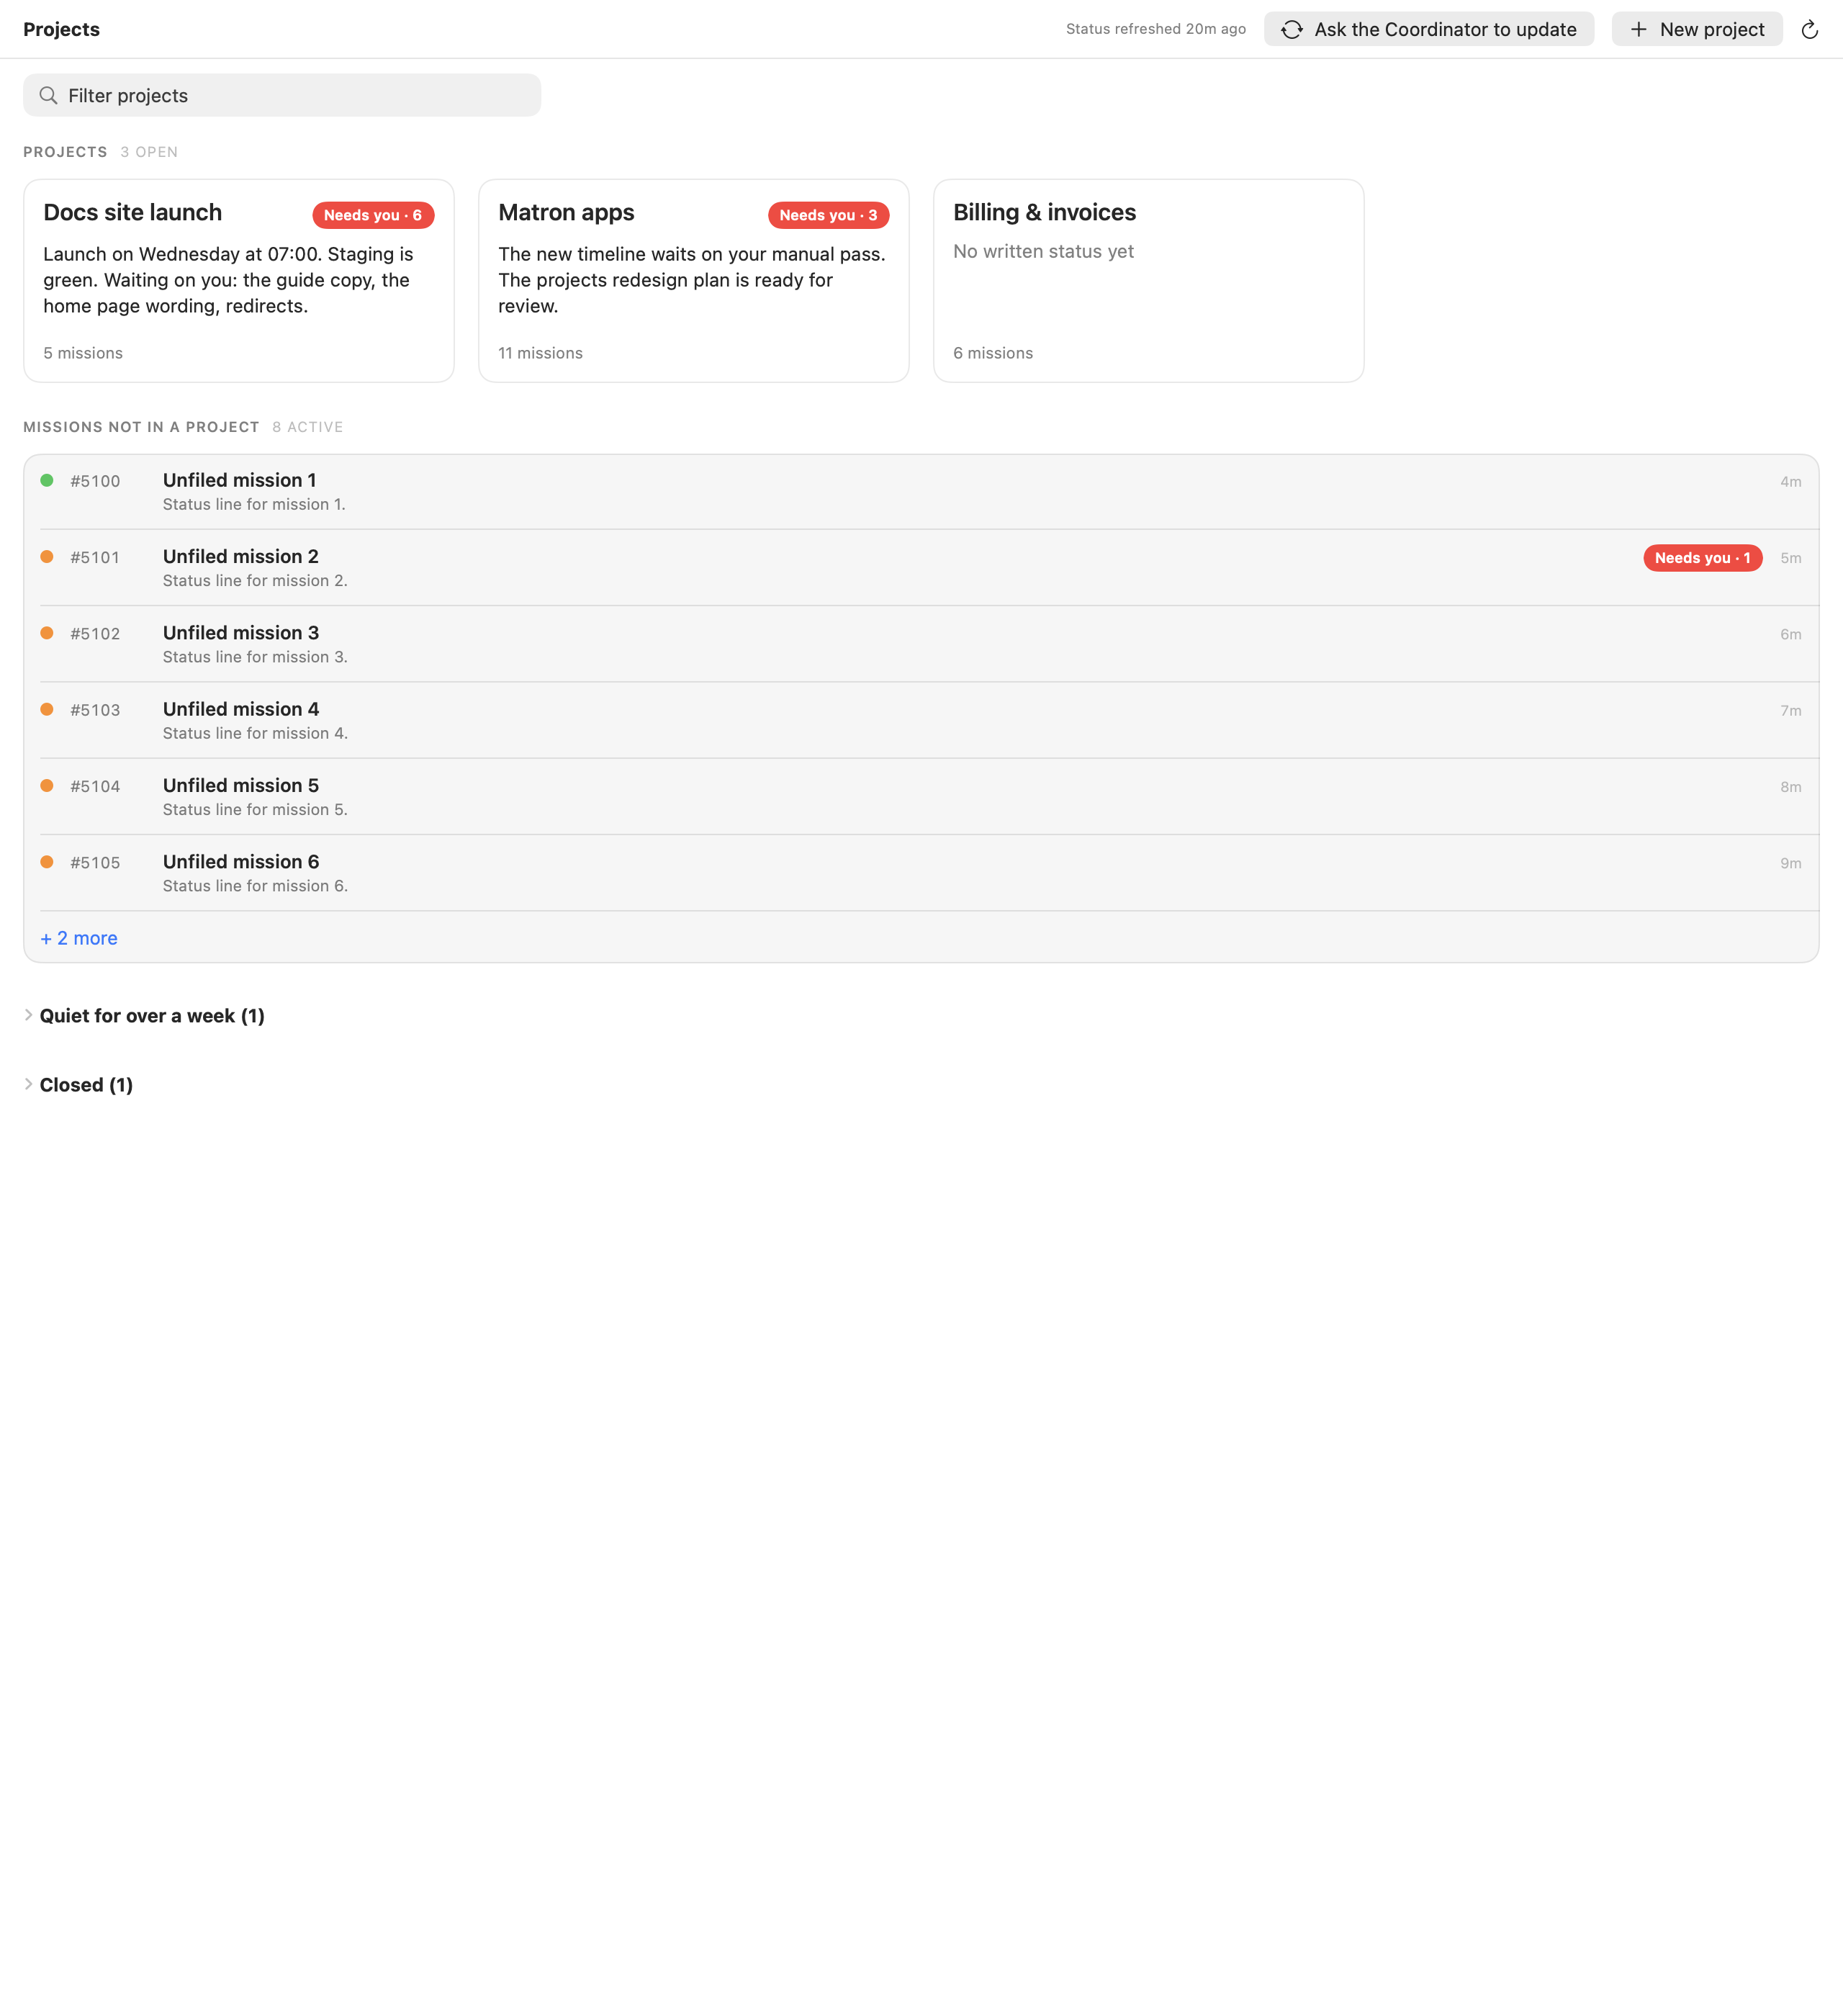 Projects
Status refreshed 20m ago
Ask the Coordinator to update
New project
Filter projects
PROJECTS 3 OPEN
Docs site launch
Needs you · 6
Launch on Wednesday at 07:00. Staging is
green. Waiting on you: the guide copy, the
home page wording, redirects.
5 missions
Matron apps
Needs you · 3
The new timeline waits on your manual pass.
The projects redesign plan is ready for
review.
11 missions
Billing & invoices
No written status yet
6 missions
MISSIONS NOT IN A PROJECT 8 ACTIVE
#5100 Unfiled mission 1 4m
Status line for mission 1.
#5101 Unfiled mission 2 Needs you · 1 5m
Status line for mission 2.
#5102 Unfiled mission 3 6m
Status line for mission 3.
#5103 Unfiled mission 4 7m
Status line for mission 4.
#5104 Unfiled mission 5 8m
Status line for mission 5.
#5105 Unfiled mission 6 9m
Status line for mission 6.
+ 2 more
Quiet for over a week (1)
Closed (1)